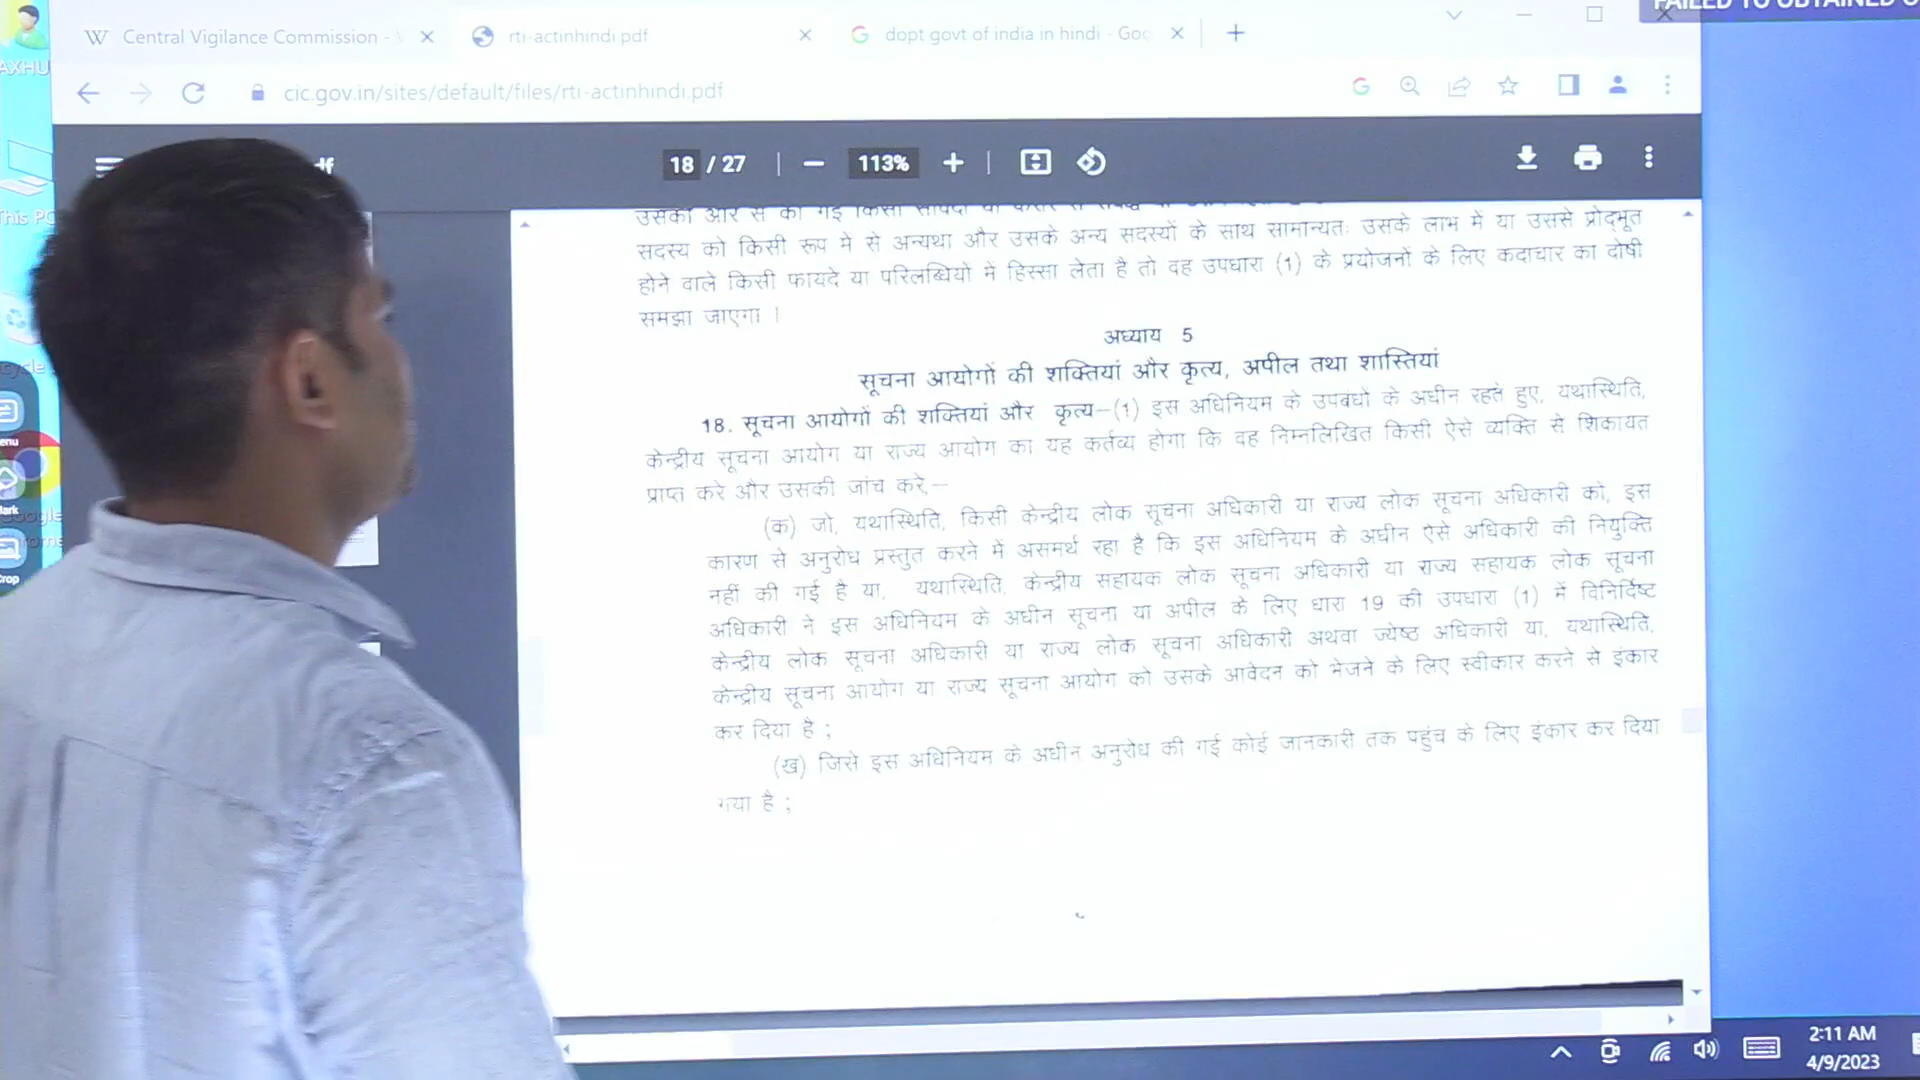 FAILED TO OBTAINED
Central Vigilance Commission -
rti-actinhindi.pdf
dopt govt of india in hindi - Goo
AXHU
cic.gov.in/sites/default/files/rti-actinhindi.pdf
df
18 / 27
113%
This PC
सदस्य को किसी रूप में से अन्यथा और उसके अन्य सदस्यों के साथ सामान्यतः उसके लाभ में या उससे प्रोद्भूत
होने वाले किसी फायदे या परिलब्धियों में हिस्सा लेता है तो वह उपधारा (1) के प्रयोजनों के लिए कदाचार का दोषी
समझा जाएगा ।
अध्याय 5
सूचना आयोगों की शक्तियां और कृत्य, अपील तथा शास्तियां
18. सूचना आयोगों की शक्तियां और कृत्य–(1) इस अधिनियम के उपबंधों के अधीन रहते हुए, यथास्थिति,
केन्द्रीय सूचना आयोग या राज्य आयोग का यह कर्तव्य होगा कि वह निम्नलिखित किसी ऐसे व्यक्ति से शिकायत
प्राप्त करे और उसकी जांच करे,–
(क) जो, यथास्थिति, किसी केन्द्रीय लोक सूचना अधिकारी या राज्य लोक सूचना अधिकारी को, इस
कारण से अनुरोध प्रस्तुत करने में असमर्थ रहा है कि इस अधिनियम के अधीन ऐसे अधिकारी की नियुक्ति
नहीं की गई है या, यथास्थिति, केन्द्रीय सहायक लोक सूचना अधिकारी या राज्य सहायक लोक सूचना
अधिकारी ने इस अधिनियम के अधीन सूचना या अपील के लिए धारा 19 की उपधारा (1) में विनिर्दिष्ट
केन्द्रीय लोक सूचना अधिकारी या राज्य लोक सूचना अधिकारी अथवा ज्येष्ठ अधिकारी या, यथास्थिति,
केन्द्रीय सूचना आयोग या राज्य सूचना आयोग को उसके आवेदन को भेजने के लिए स्वीकार करने से इंकार
कर दिया है ;
(ख) जिसे इस अधिनियम के अधीन अनुरोध की गई कोई जानकारी तक पहुंच के लिए इंकार कर दिया
गया है ;
2:11 AM
4/9/2023